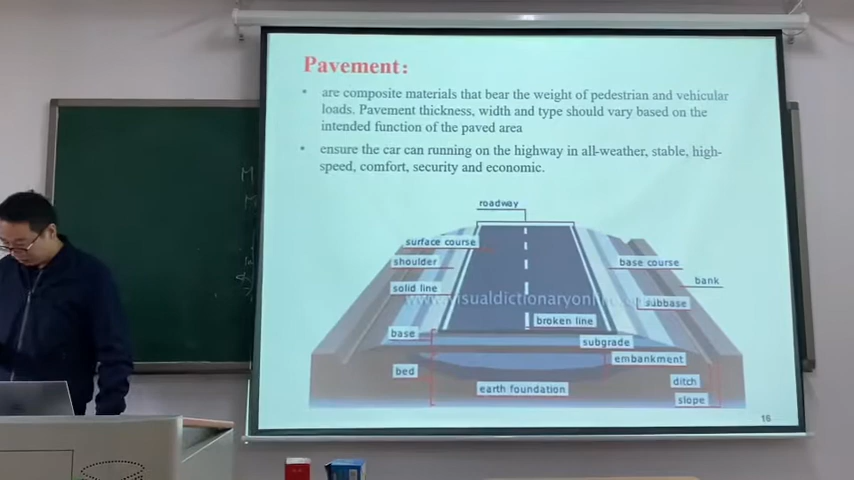 Pavement:
• are composite materials that bear the weight of pedestrian and vehicular
loads. Pavement thickness, width and type should vary based on the
intended function of the paved area
• ensure the car can running on the highway in all-weather, stable, high-
speed, comfort, security and economic.
roadway
surface course
shoulder
base course
solid line
bank
www.visualdictionaryonlin
subbase
broken line
base
subgrade
embankment
bed
ditch
earth foundation
slope
16